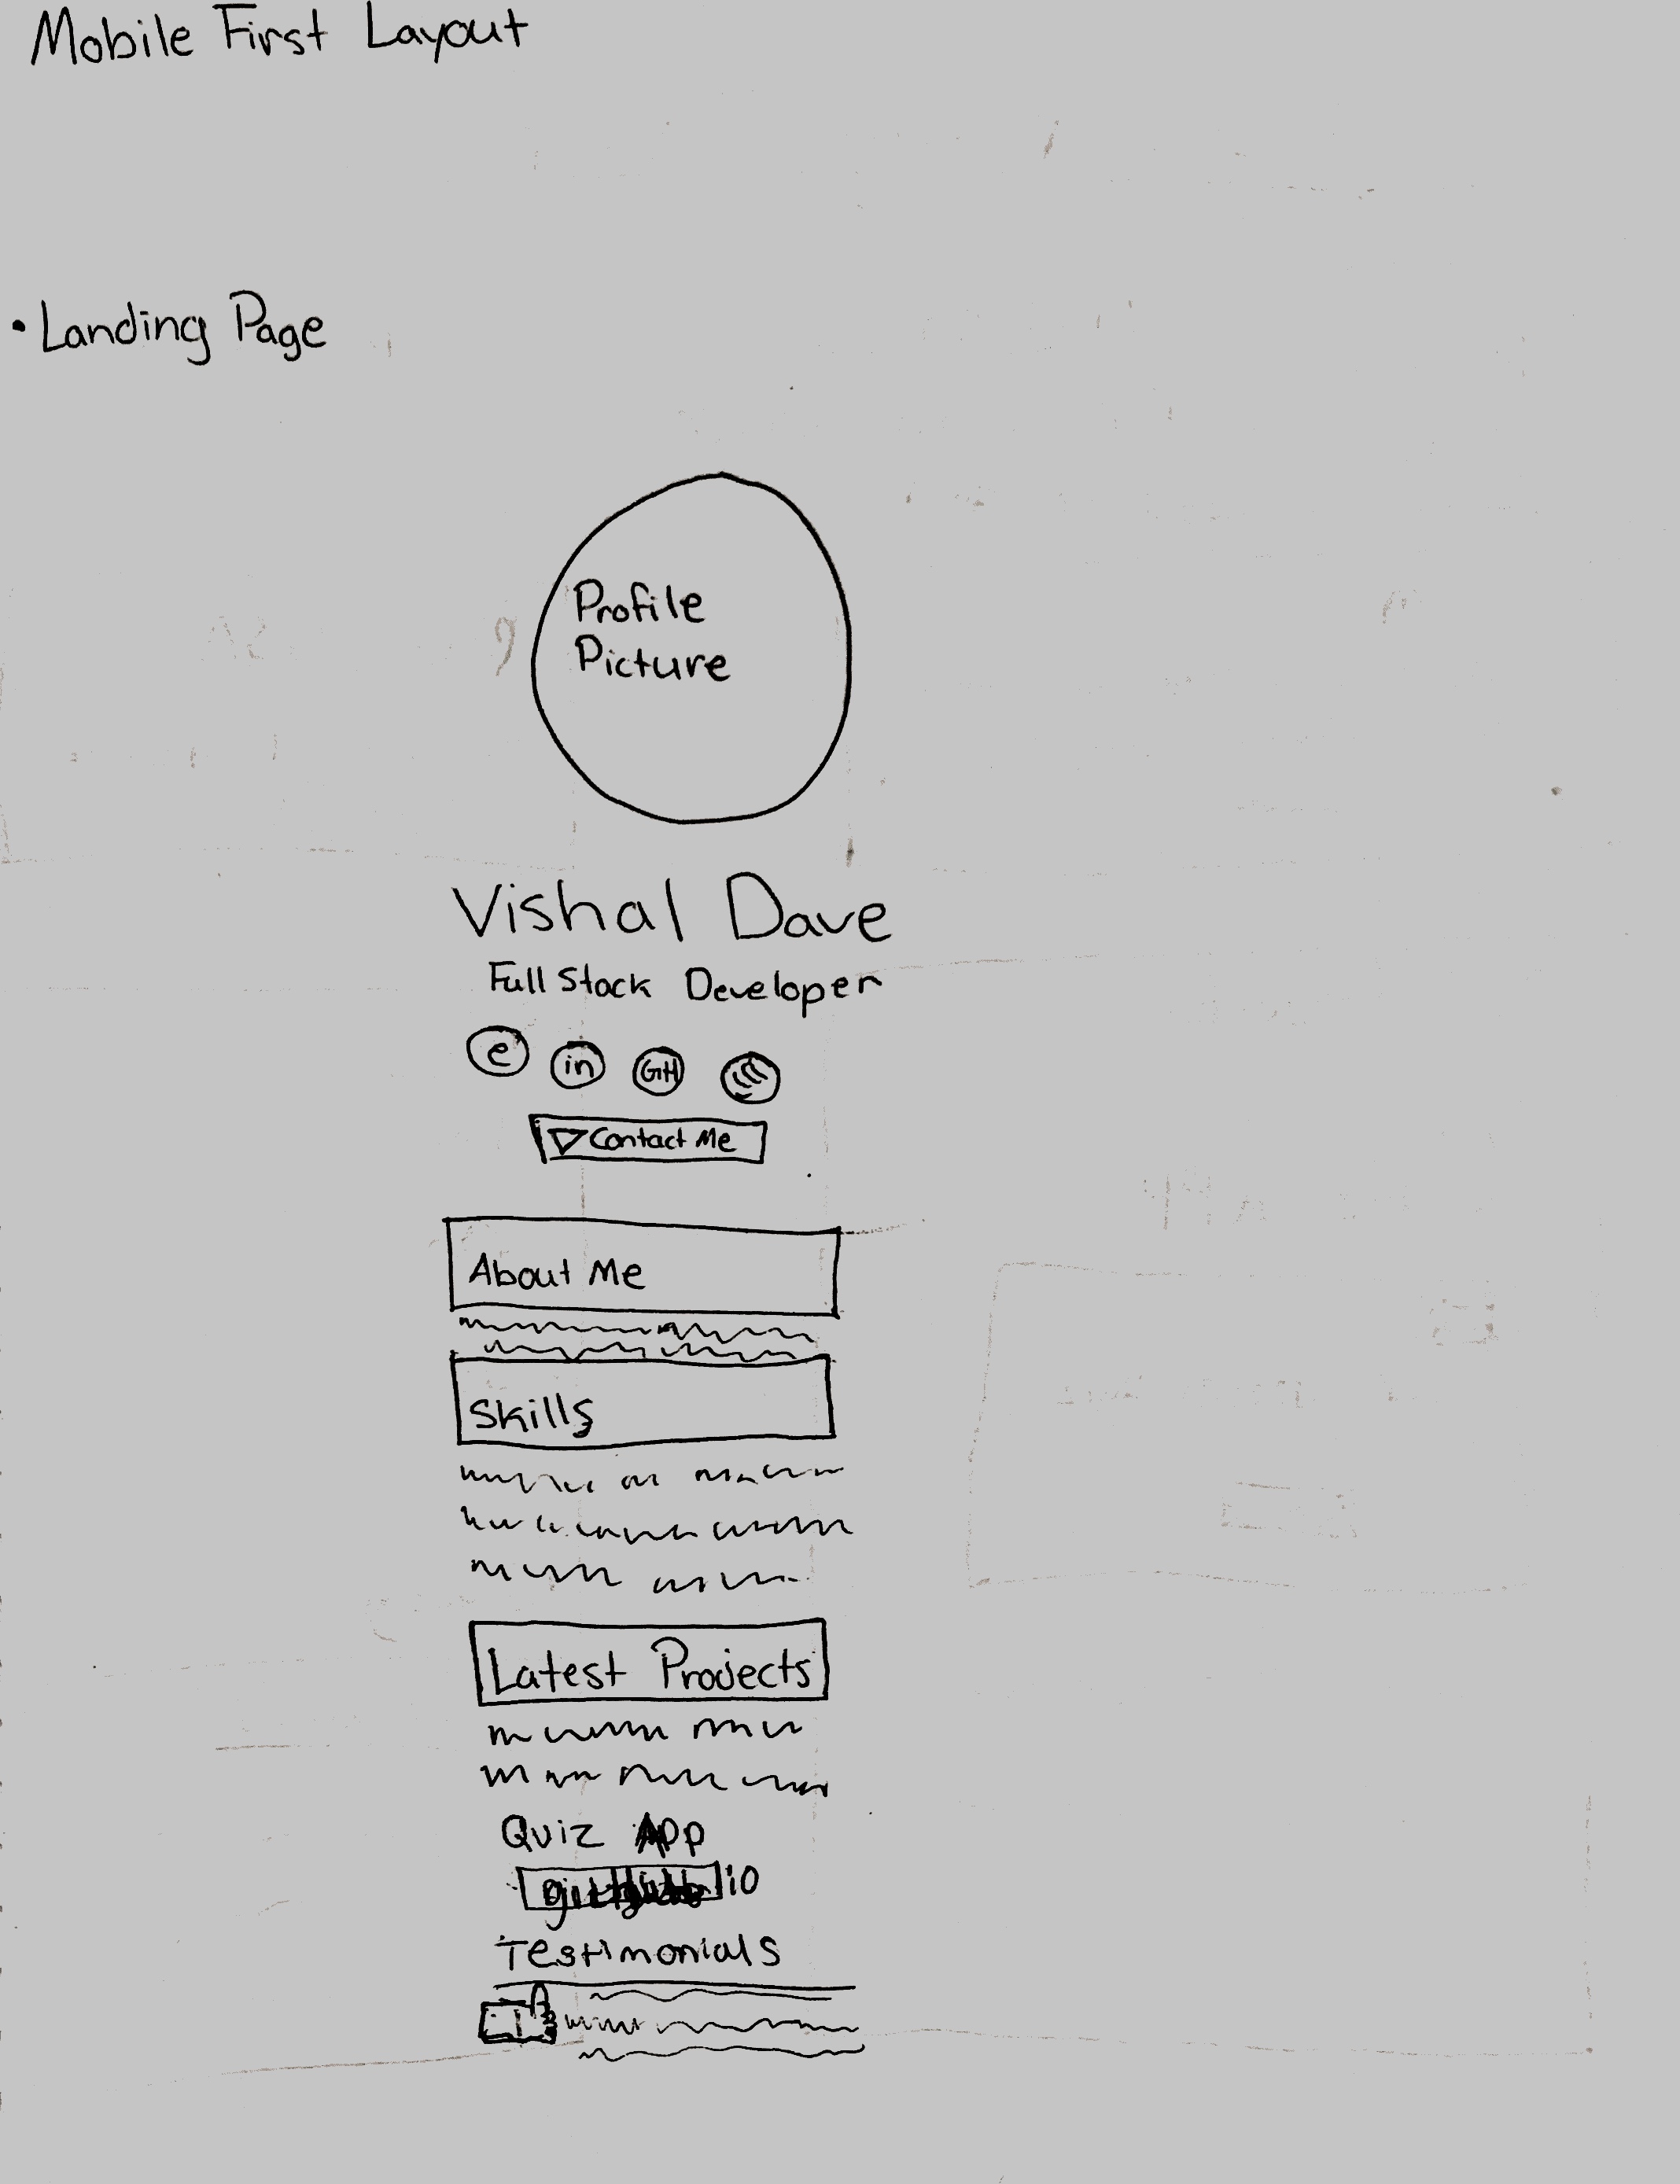 Mobile First Layout
• Landing Page
Profile
Picture
Vishal Dave
Full Stack Developer
e in GH
Contact Me
About Me
Skills
Latest Projects
Quiz App
io
Testimonials